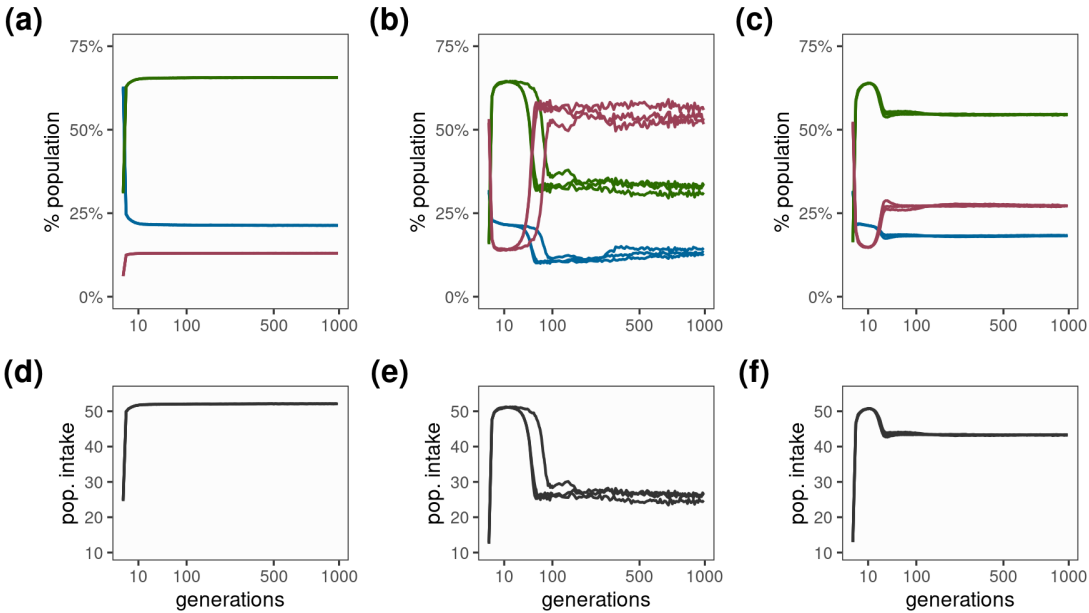 (a) (b) (c)
75% 75% 75%
50% 50% 50%
25% 25% 25%
0% 0% 0%
% population % population % population
10 100 500 1000 10 100 500 1000 10 100 500 1000
(d) (e) (f)
50 50 50
40 40 40
30 30 30
20 20 20
10 10 10
pop. intake pop. intake pop. intake
10 100 500 1000 10 100 500 1000 10 100 500 1000
generations generations generations